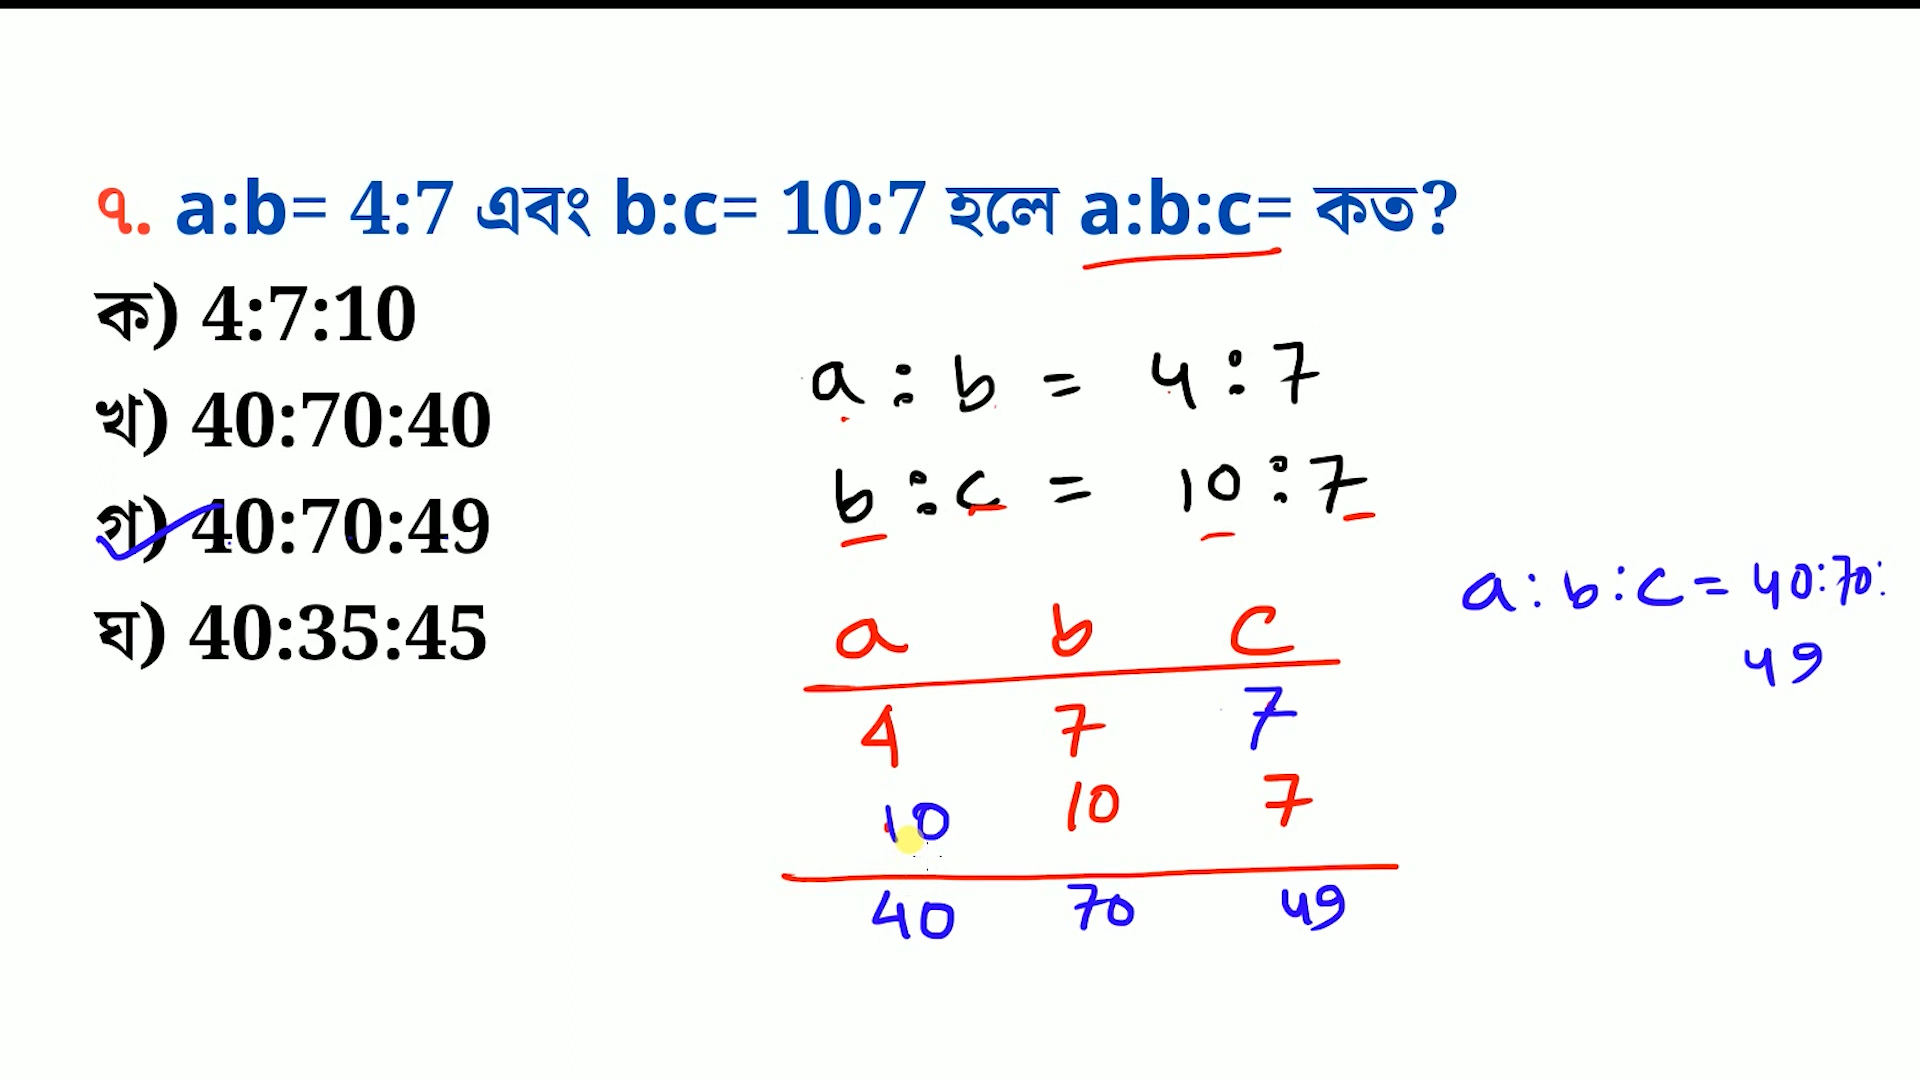 ৭. a:b= 4:7 এবং b:c= 10:7 হলে a:b:c= কত?
ক) 4:7:10
খ) 40:70:40
গ) 40:70:49
ঘ) 40:35:45
a : b = 4 : 7
b : c = 10 : 7
a b c
4 7 7
10 10 7
40 70 49
a : b : c = 40:70:
49